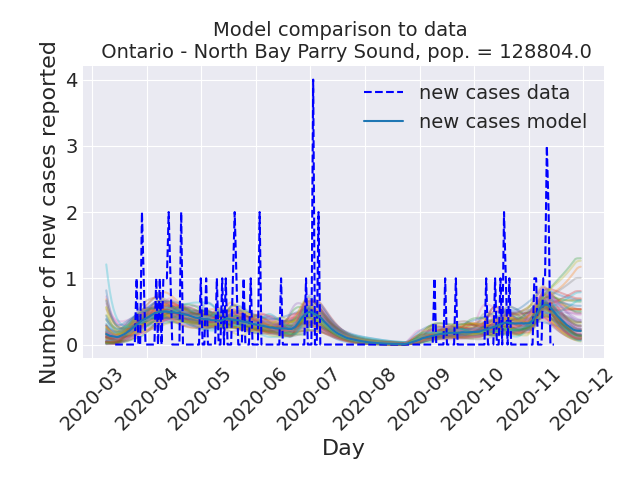 Model comparison to data
Ontario - North Bay Parry Sound, pop. = 128804.0
Number of new cases reported
4
3
2
1
0
new cases data
new cases model
2020-03
2020-04
2020-05
2020-06
2020-07
2020-08
2020-09
2020-10
2020-11
2020-12
Day